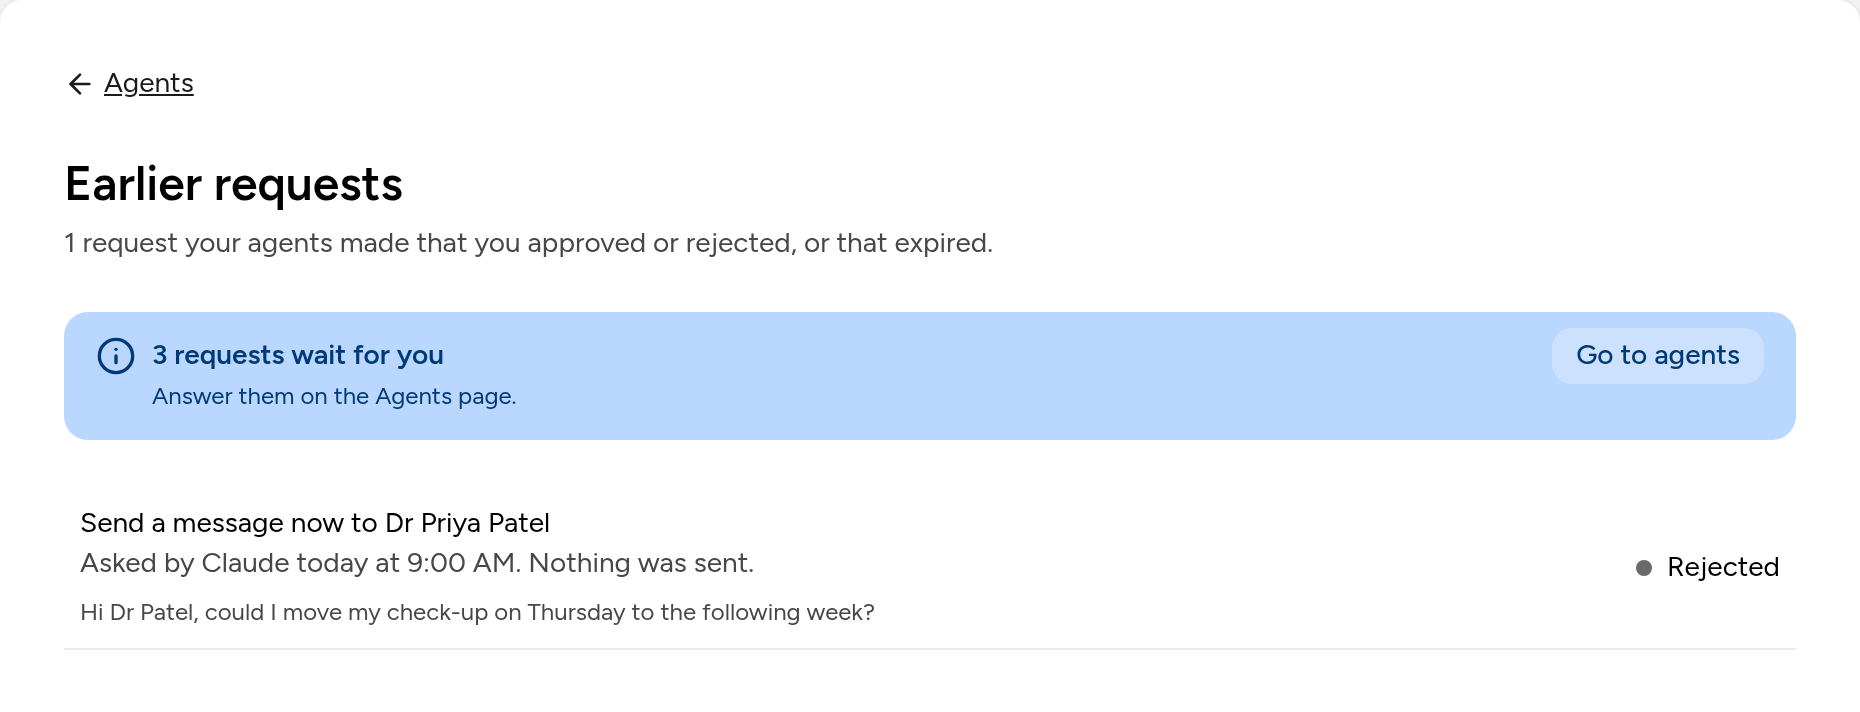 Agents
Earlier requests
1 request your agents made that you approved or rejected, or that expired.
3 requests wait for you
Go to agents
Answer them on the Agents page.
Send a message now to Dr Priya Patel
Asked by Claude today at 9:00 AM. Nothing was sent.
Rejected
Hi Dr Patel, could I move my check-up on Thursday to the following week?